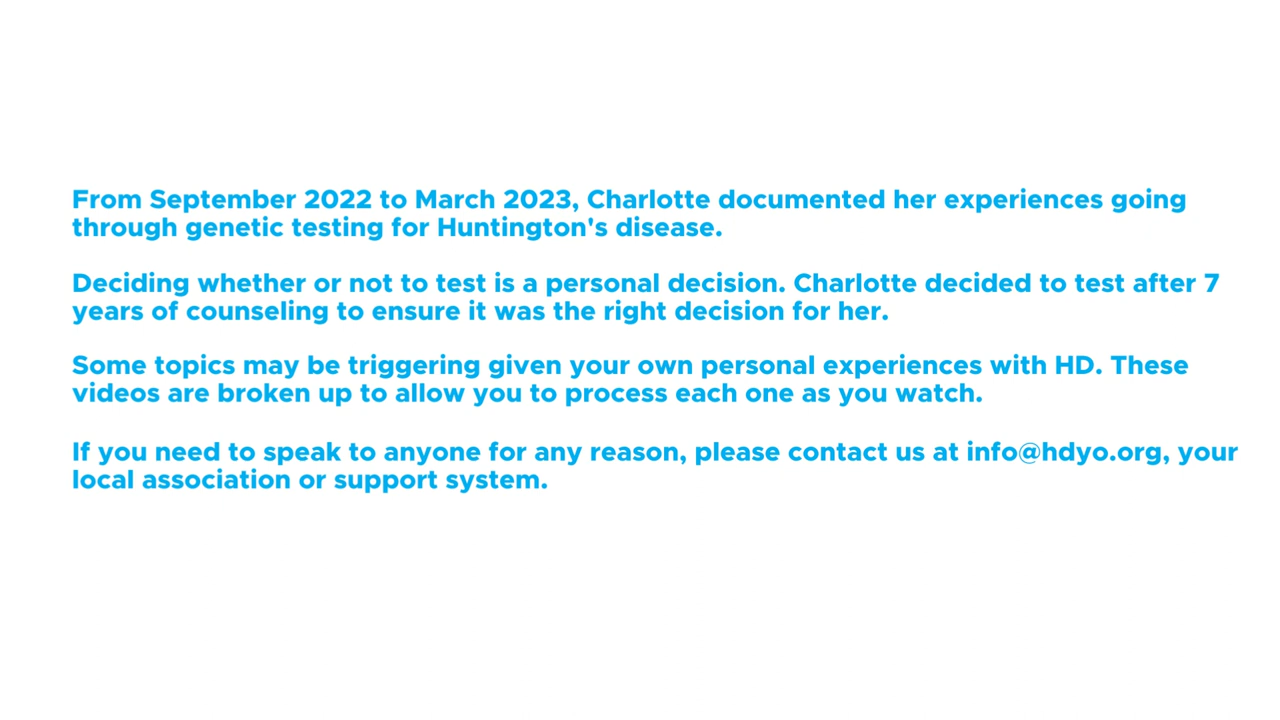 From September 2022 to March 2023, Charlotte documented her experiences going
through genetic testing for Huntington's disease.
Deciding whether or not to test is a personal decision. Charlotte decided to test after 7
years of counseling to ensure it was the right decision for her.
Some topics may be triggering given your own personal experiences with HD. These
videos are broken up to allow you to process each one as you watch.
If you need to speak to anyone for any reason, please contact us at info@hdyo.org, your
local association or support system.